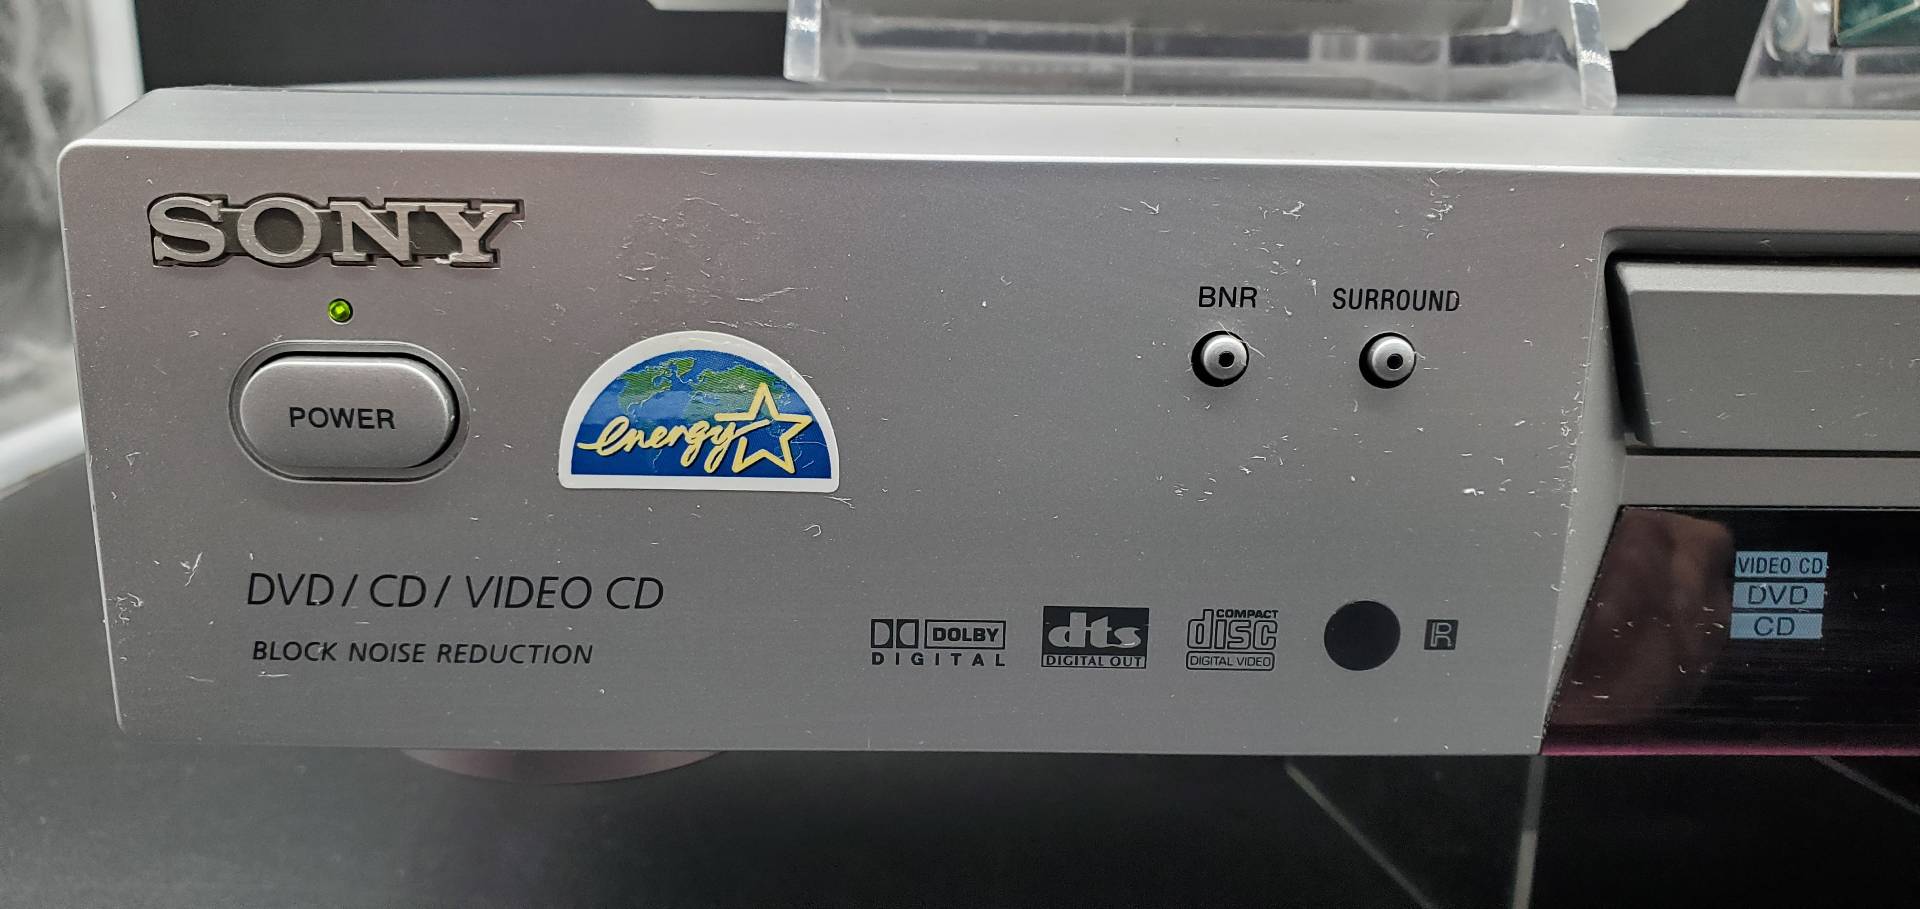 SONY
BNR
SURROUND
POWER
energy
DVD / CD / VIDEO CD
BLOCK NOISE REDUCTION
DOLBY
DIGITAL
dts
DIGITAL OUT
COMPACT
disc
DIGITAL VIDEO
R
VIDEO CD
DVD
CD